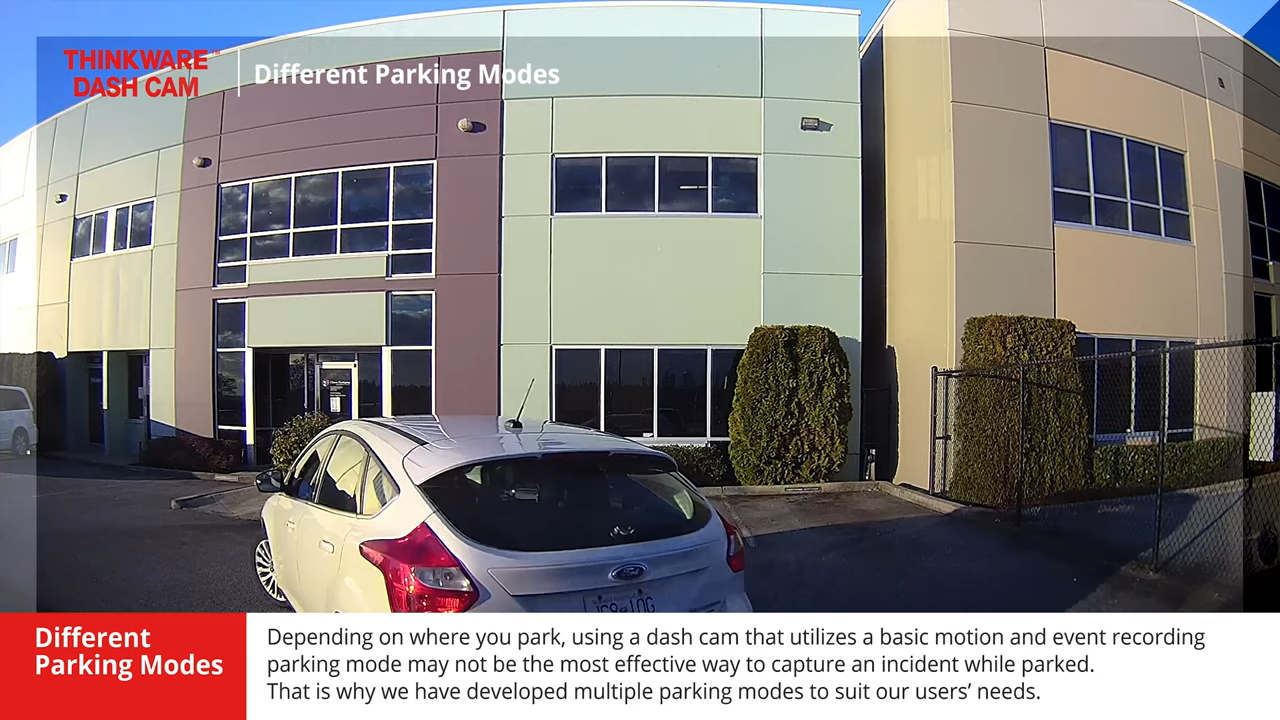 THINKWARE™
DASH CAM
Different Parking Modes
Ford
Different
Parking Modes
Depending on where you park, using a dash cam that utilizes a basic motion and event recording
parking mode may not be the most effective way to capture an incident while parked.
That is why we have developed multiple parking modes to suit our users’ needs.